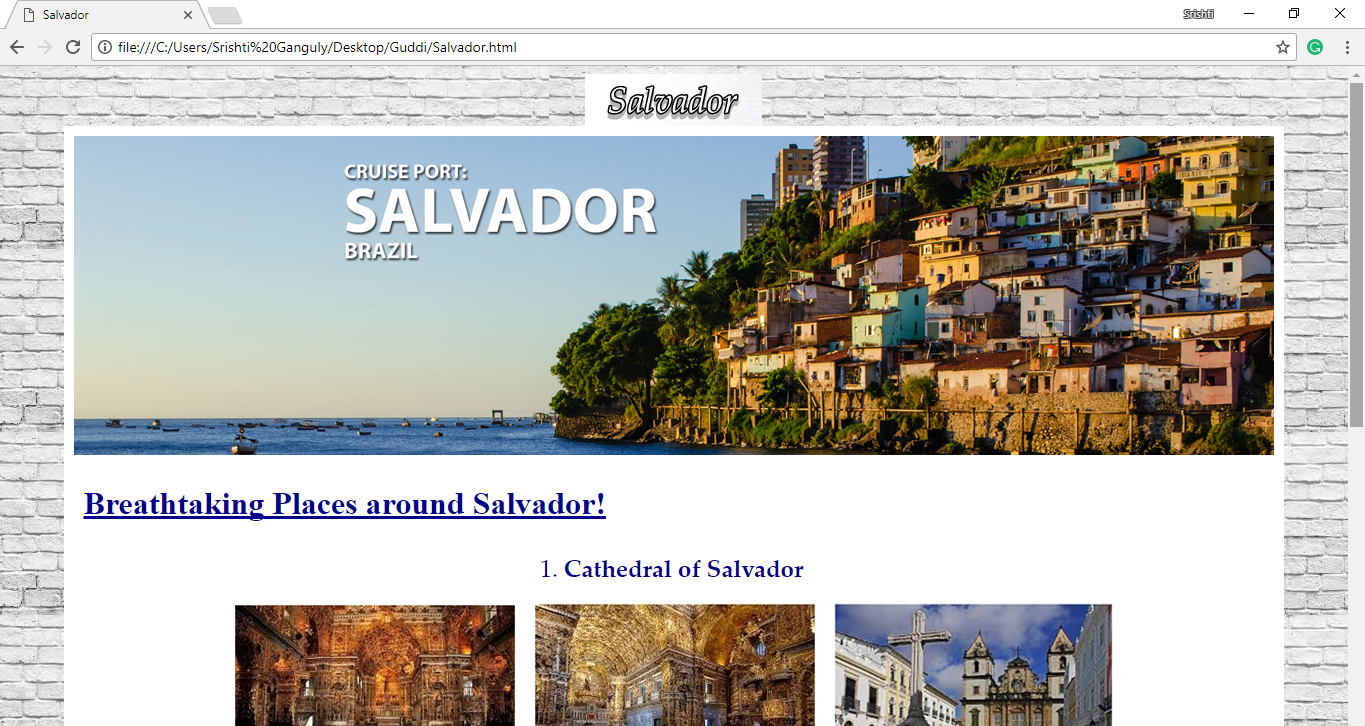 Salvador
Srishti
file:///C:/Users/Srishti%20Ganguly/Desktop/Guddi/Salvador.html
Salvador
CRUISE PORT:
SALVADOR
BRAZIL
Breathtaking Places around Salvador!
1. Cathedral of Salvador